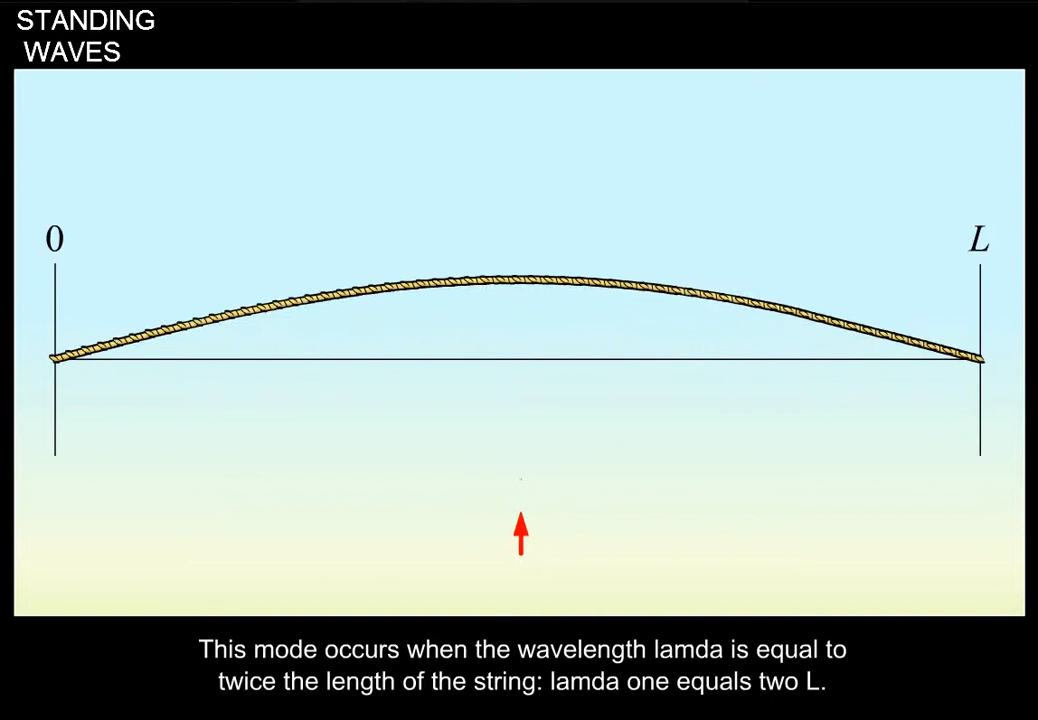 STANDING
WAVES
0
L
This mode occurs when the wavelength lamda is equal to
twice the length of the string: lamda one equals two L.